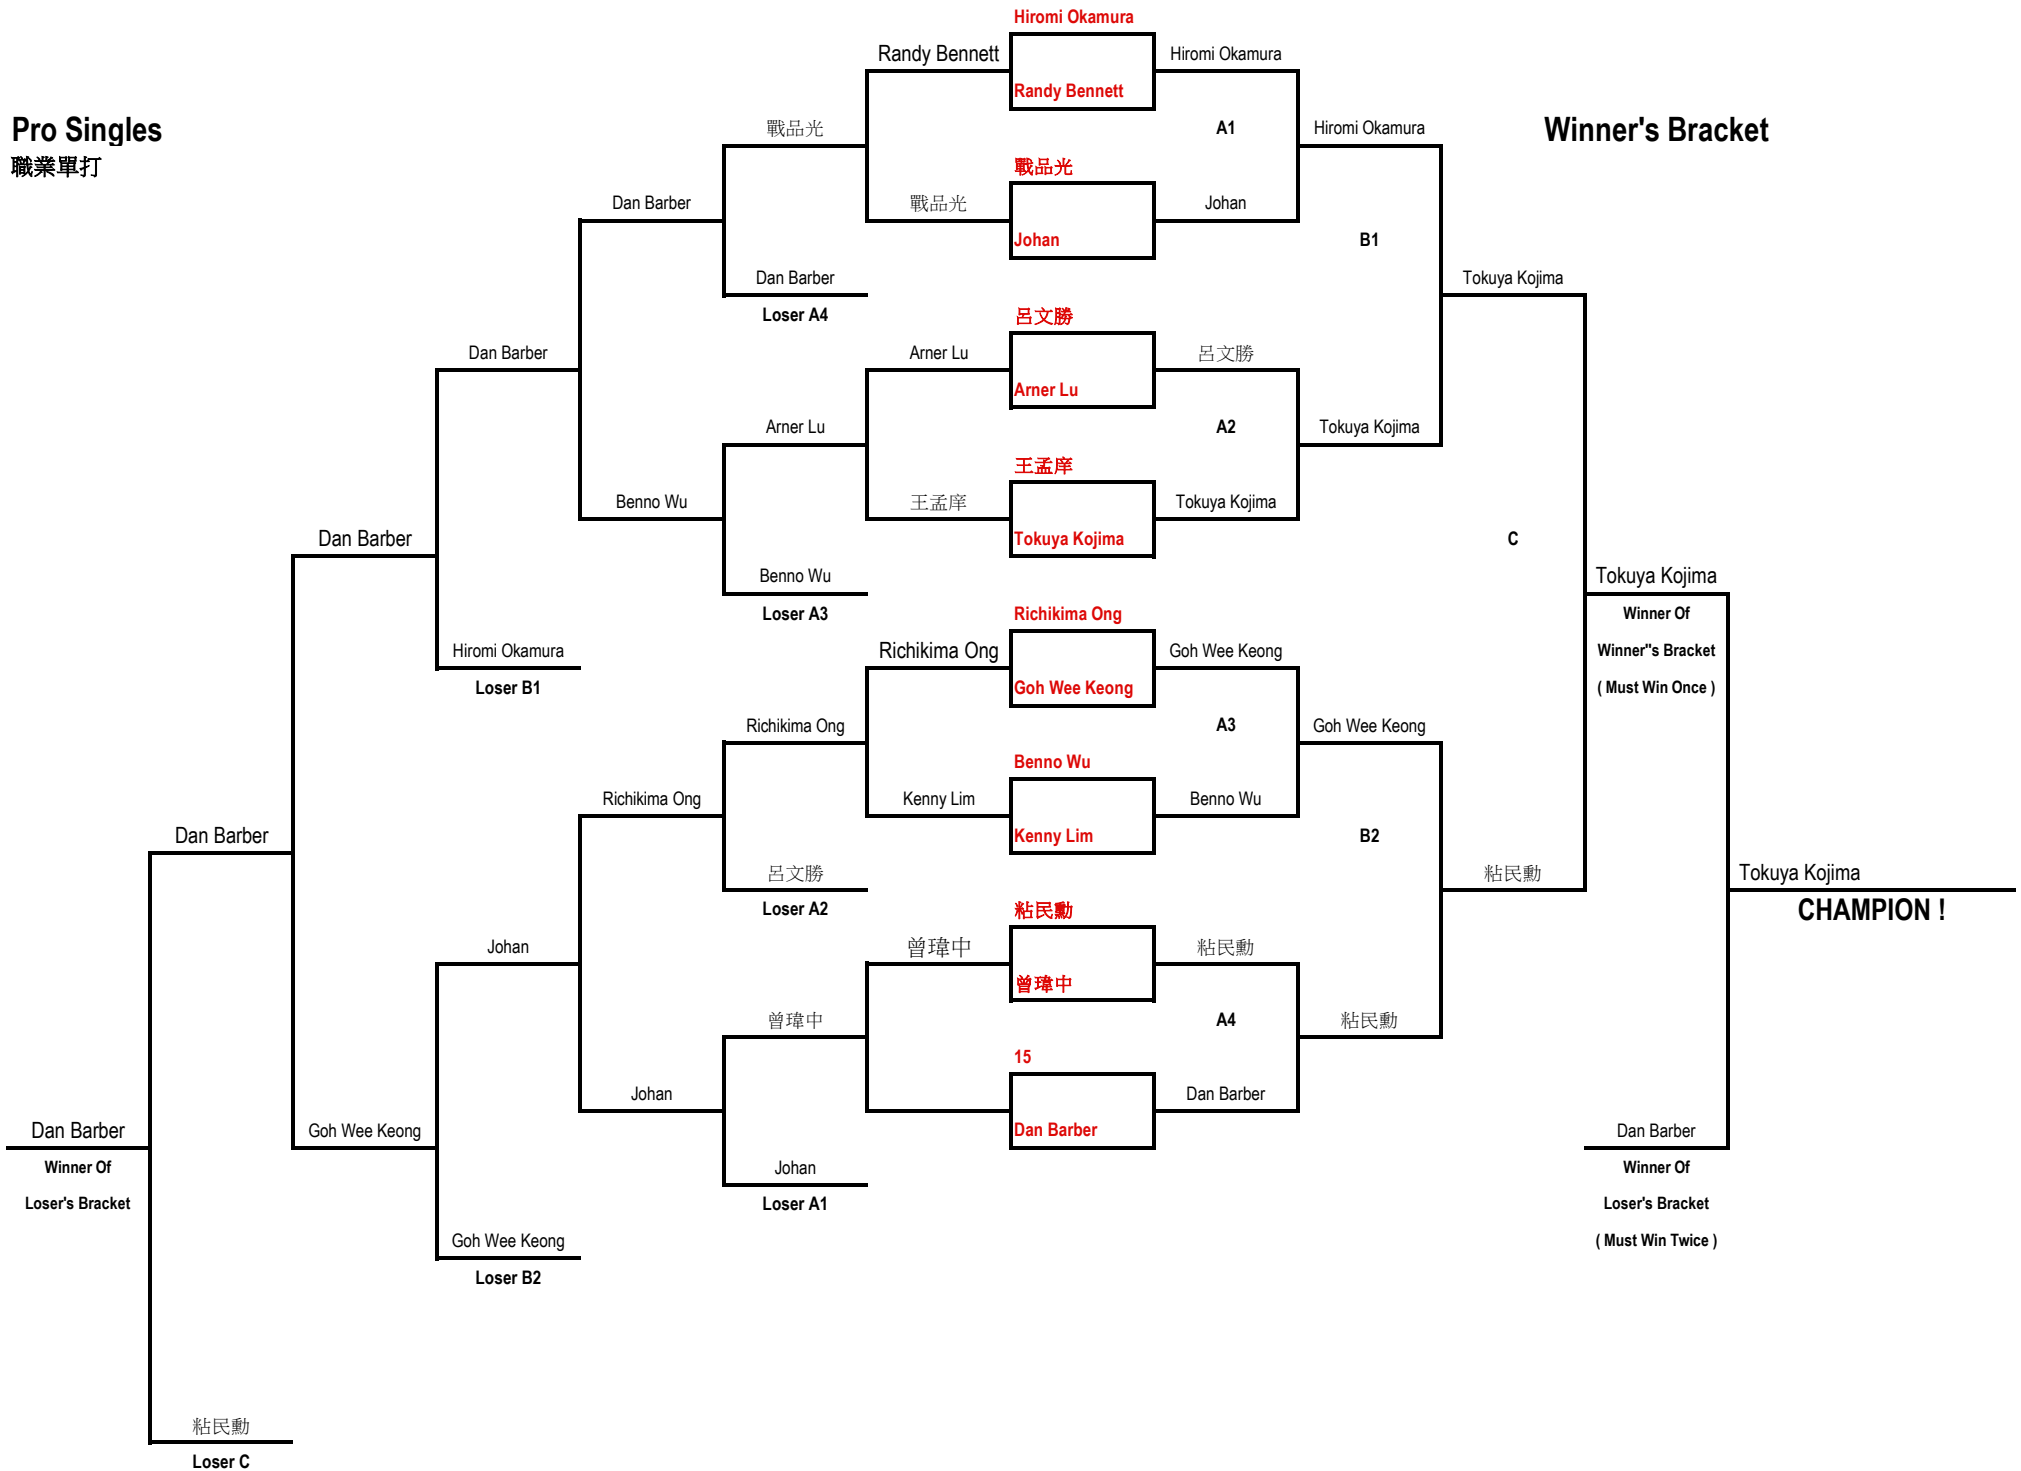 Hiromi Okamura
Randy Bennett
Hiromi Okamura
Randy Bennett
Pro Singles
戰品光
A1
Hiromi Okamura
Winner's Bracket
職業單打
戰品光
Dan Barber
戰品光
Johan
Johan
B1
Dan Barber
Tokuya Kojima
Loser A4
呂文勝
Dan Barber
Arner Lu
呂文勝
Arner Lu
Arner Lu
A2
Tokuya Kojima
王孟庠
Benno Wu
王孟庠
Tokuya Kojima
Dan Barber
Tokuya Kojima
C
Benno Wu
Tokuya Kojima
Loser A3
Richikima Ong
Winner Of
Hiromi Okamura
Richikima Ong
Goh Wee Keong
Winner"s Bracket
Loser B1
Goh Wee Keong
( Must Win Once )
Richikima Ong
A3
Goh Wee Keong
Benno Wu
Richikima Ong
Kenny Lim
Benno Wu
Dan Barber
Kenny Lim
B2
呂文勝
粘民勳
Tokuya Kojima
Loser A2
粘民勳
CHAMPION !
Johan
曾瑋中
粘民勳
曾瑋中
曾瑋中
A4
粘民勳
15
Johan
Dan Barber
Dan Barber
Goh Wee Keong
Dan Barber
Dan Barber
Winner Of
Johan
Winner Of
Loser's Bracket
Loser A1
Loser's Bracket
Goh Wee Keong
( Must Win Twice )
Loser B2
粘民勳
Loser C